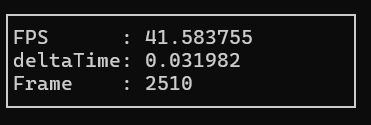 FPS      : 41.583755
deltaTime: 0.031982
Frame    : 2510